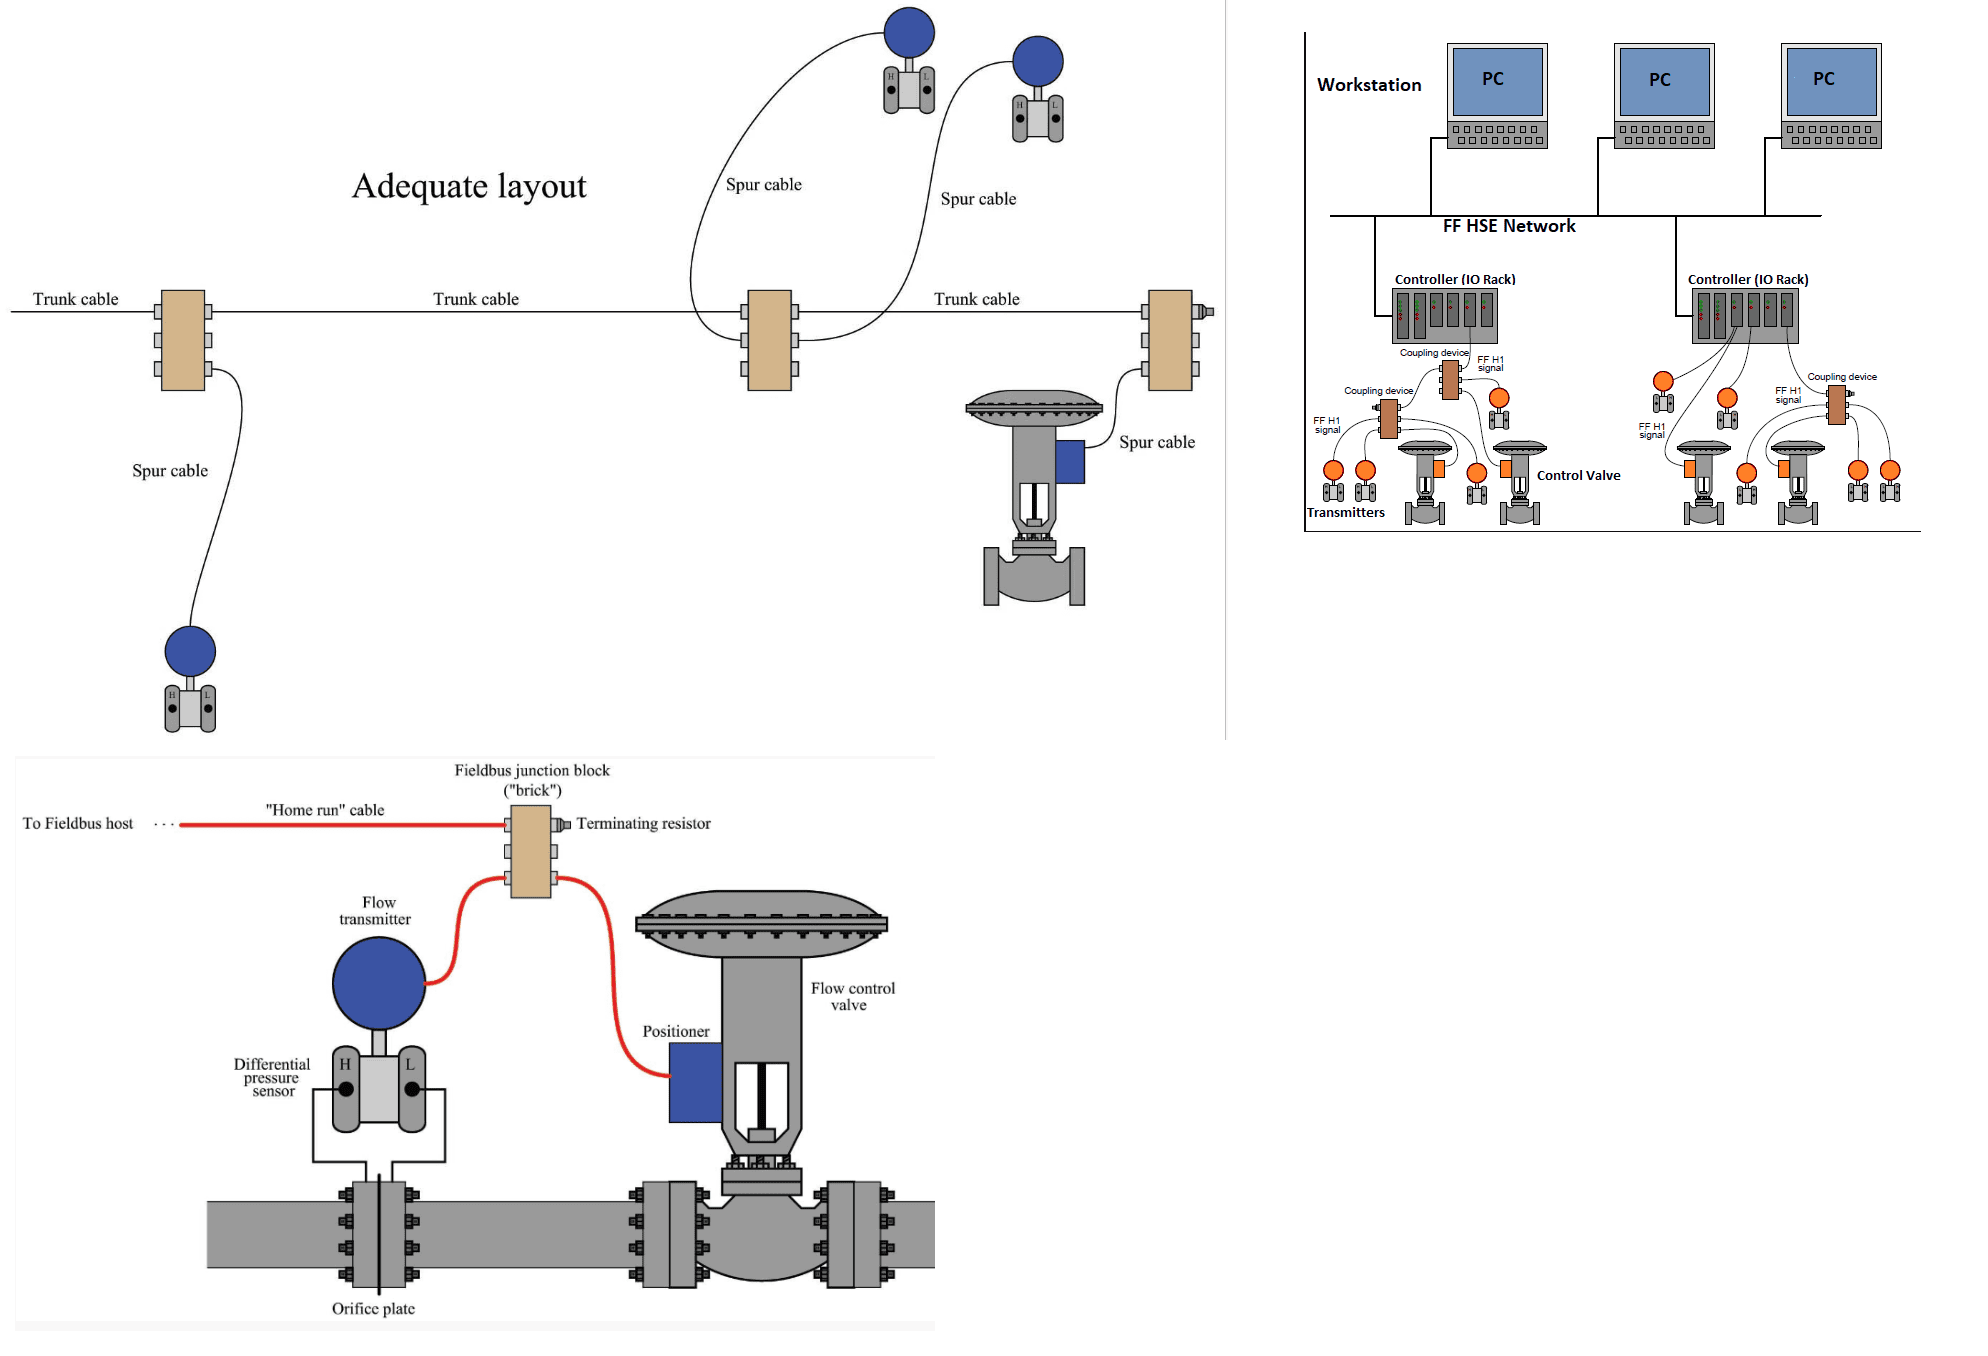 Adequate layout
Spur cable
Spur cable
Trunk cable
Trunk cable
Trunk cable
Spur cable
Spur cable
H
L
H
L
H
L
Workstation
PC
PC
PC
FF HSE Network
Controller (IO Rack)
Controller (IO Rack)
Coupling device
FF H1
signal
Coupling device
FF H1
signal
Coupling device
FF H1
signal
FF H1
signal
Control Valve
Transmitters
Fieldbus junction block
("brick")
"Home run" cable
To Fieldbus host
...
Terminating resistor
Flow
transmitter
Flow control
valve
Positioner
Differential
pressure
sensor
H
L
Orifice plate